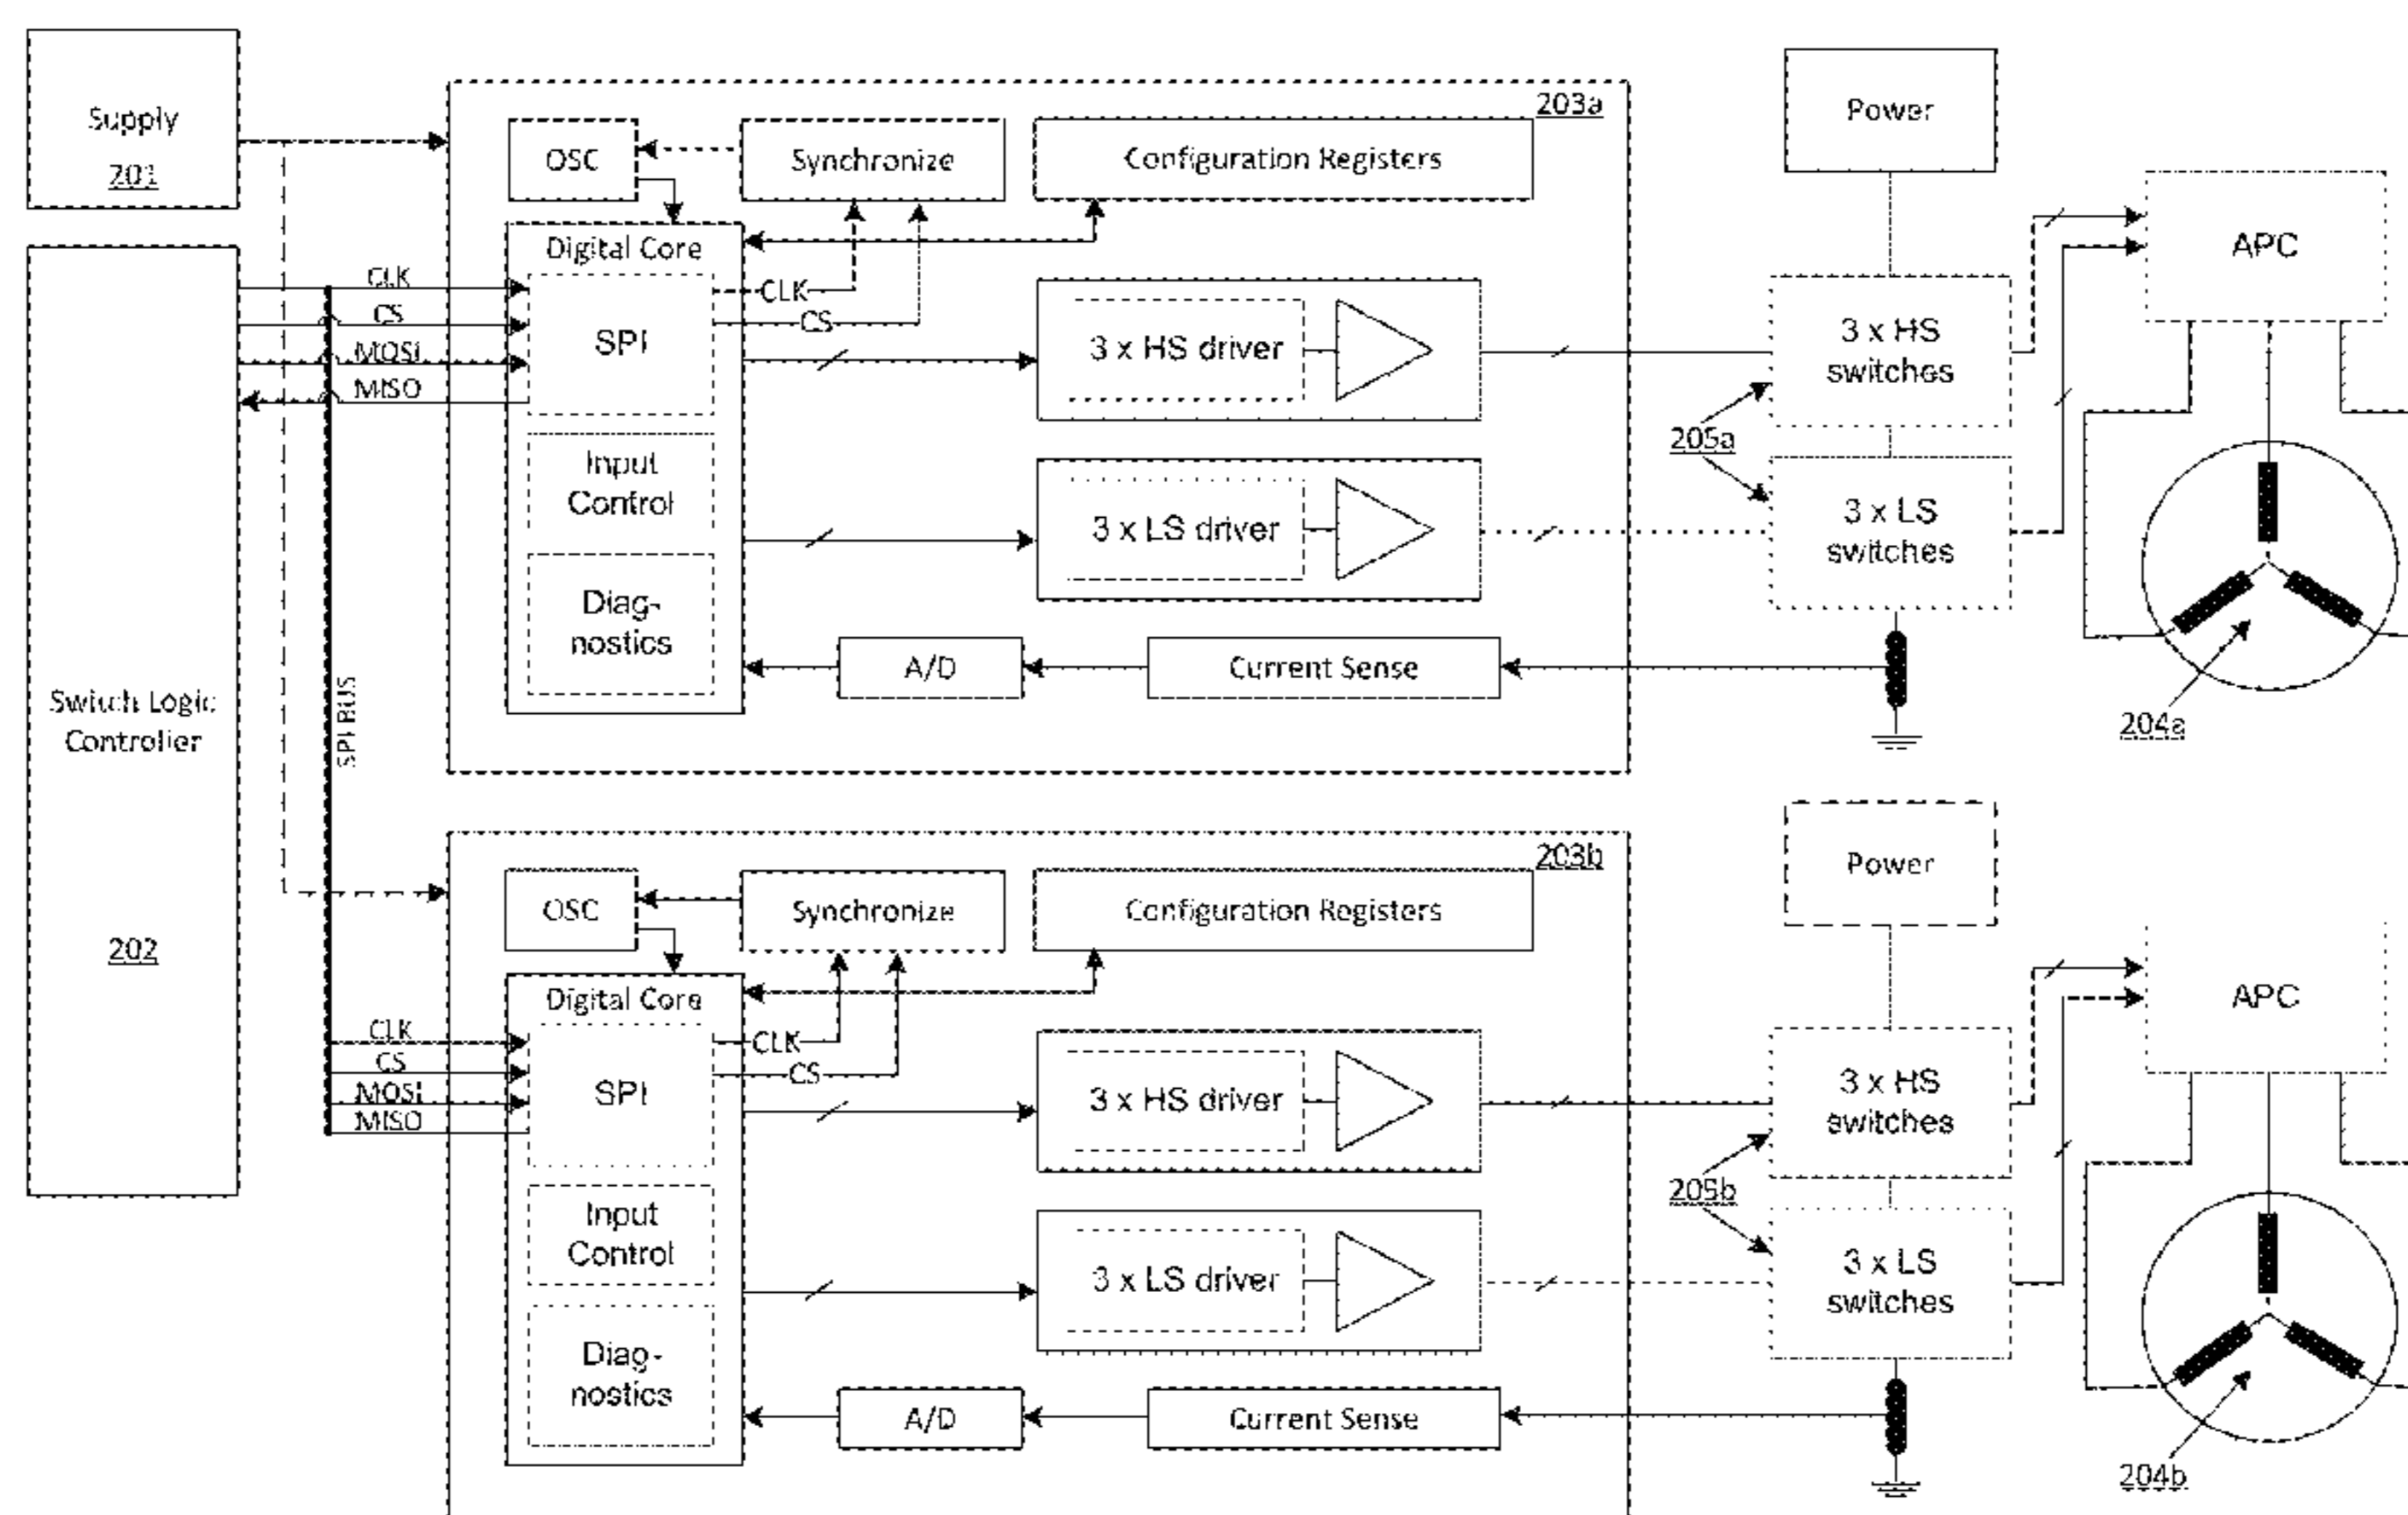 Supply
201
203a
OSC
Synchronize
Configuration Registers
Power
Digital Core
APC
CLK
CS
MOSI
MISO
SPI
CLK
CS
3 x HS driver
3 x HS
switches
205a
Input
Control
3 x LS driver
3 x LS
switches
Diag-
nostics
A/D
Current Sense
204a
Switch Logic
Controller
SPI BUS
202
203b
OSC
Synchronize
Configuration Registers
Power
Digital Core
APC
CLK
CS
MOSI
MISO
SPI
CLK
CS
3 x HS driver
3 x HS
switches
205b
Input
Control
3 x LS driver
3 x LS
switches
Diag-
nostics
A/D
Current Sense
204b